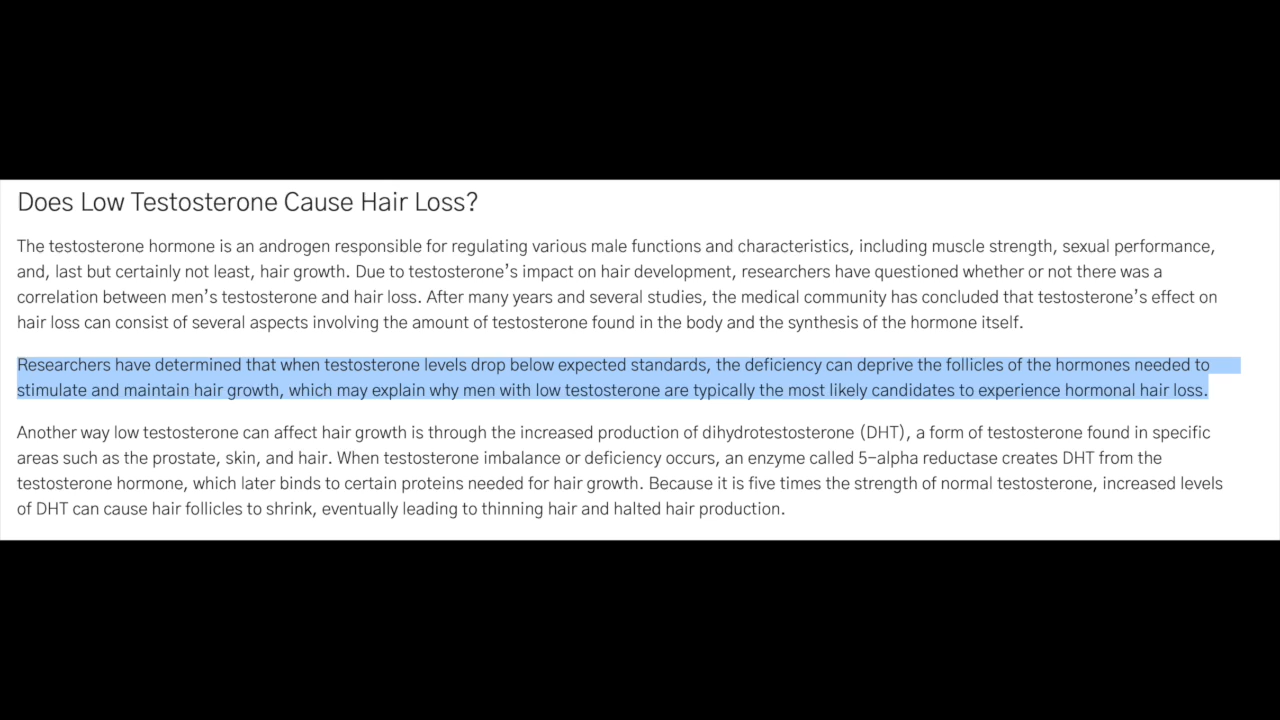 Does Low Testosterone Cause Hair Loss?
The testosterone hormone is an androgen responsible for regulating various male functions and characteristics, including muscle strength, sexual performance,
and, last but certainly not least, hair growth. Due to testosterone’s impact on hair development, researchers have questioned whether or not there was a
correlation between men’s testosterone and hair loss. After many years and several studies, the medical community has concluded that testosterone’s effect on
hair loss can consist of several aspects involving the amount of testosterone found in the body and the synthesis of the hormone itself.
Researchers have determined that when testosterone levels drop below expected standards, the deficiency can deprive the follicles of the hormones needed to
stimulate and maintain hair growth, which may explain why men with low testosterone are typically the most likely candidates to experience hormonal hair loss.
Another way low testosterone can affect hair growth is through the increased production of dihydrotestosterone (DHT), a form of testosterone found in specific
areas such as the prostate, skin, and hair. When testosterone imbalance or deficiency occurs, an enzyme called 5-alpha reductase creates DHT from the
testosterone hormone, which later binds to certain proteins needed for hair growth. Because it is five times the strength of normal testosterone, increased levels
of DHT can cause hair follicles to shrink, eventually leading to thinning hair and halted hair production.